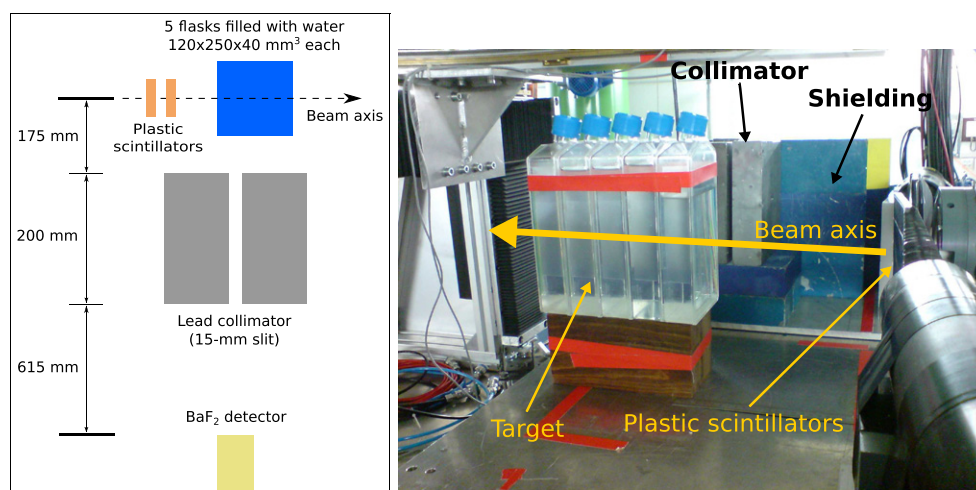 5 flasks filled with water
120x250x40 mm³ each
Beam axis
Plastic
scintillators
175 mm
200 mm
Lead collimator
(15-mm slit)
615 mm
BaF₂ detector
Collimator
Shielding
Beam axis
Target
Plastic scintillators